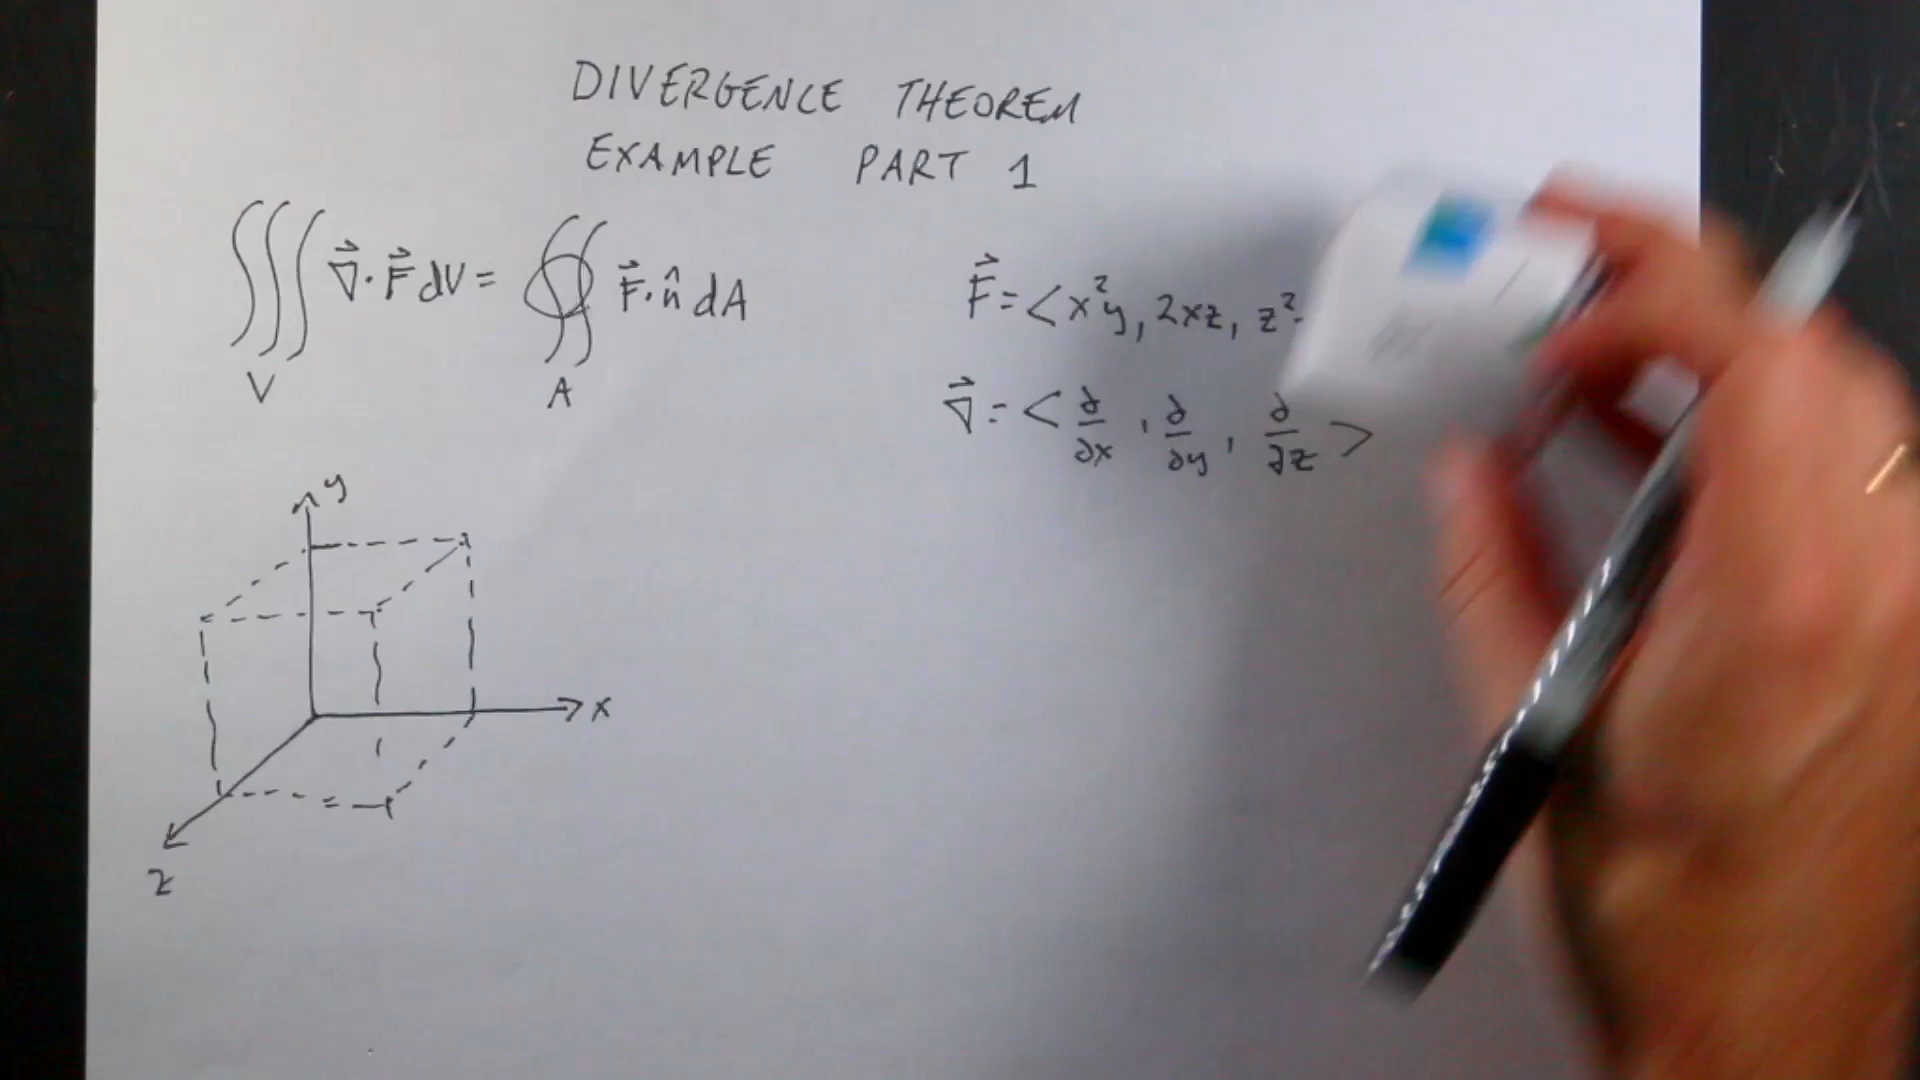 DIVERGENCE THEOREM
EXAMPLE PART 1
∭ ∇⃗·F⃗ dV = ∯ F⃗·n̂ dA
V A
F⃗ = <x²y, 2xz, z²
∇⃗ = <∂/∂x, ∂/∂y, ∂/∂z>
y
x
z